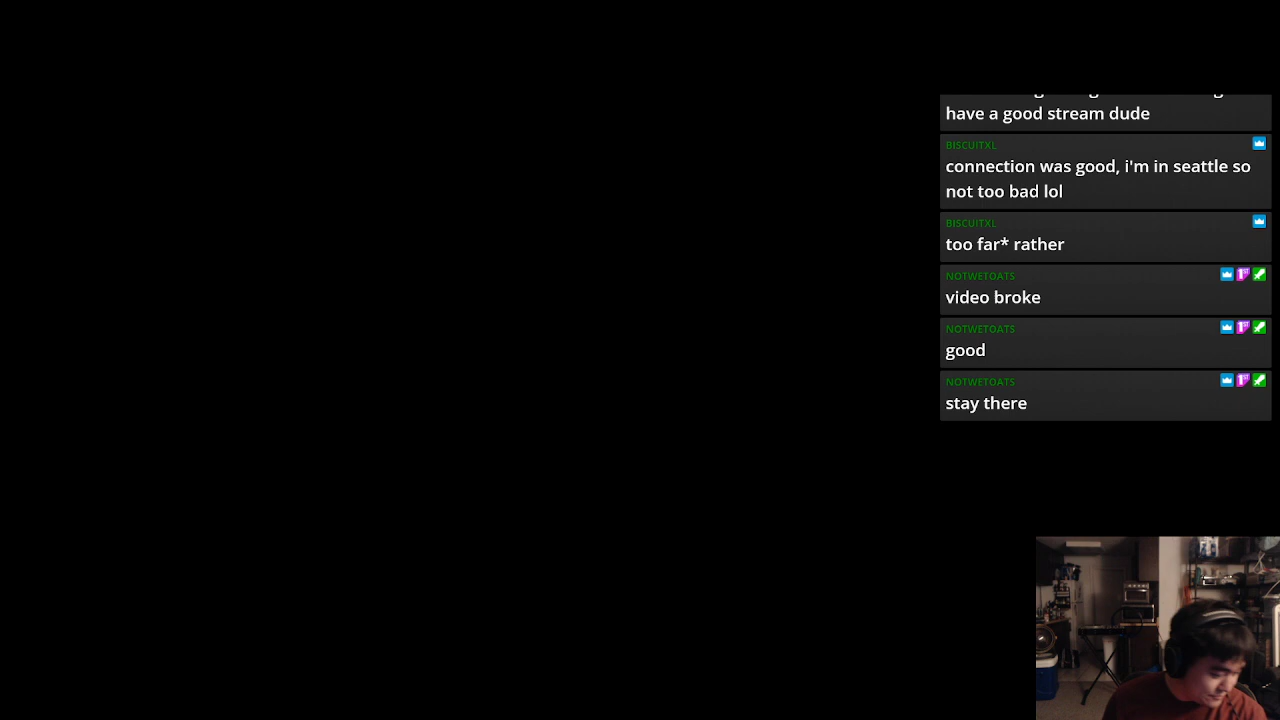 have a good stream dude
BISCUITXL
connection was good, i'm in seattle so
not too bad lol
BISCUITXL
too far* rather
NOTWETOATS
video broke
NOTWETOATS
good
NOTWETOATS
stay there